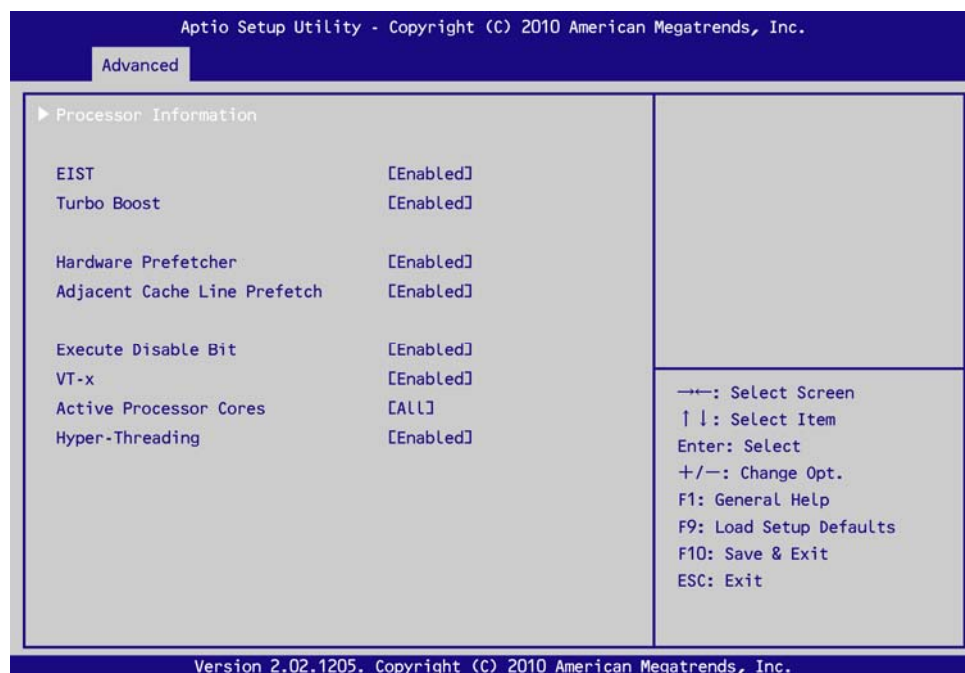 Aptio Setup Utility - Copyright (C) 2010 American Megatrends, Inc.
Advanced
▶ Processor Information
EIST [Enabled]
Turbo Boost [Enabled]
Hardware Prefetcher [Enabled]
Adjacent Cache Line Prefetch [Enabled]
Execute Disable Bit [Enabled]
VT-x [Enabled]
Active Processor Cores [All]
Hyper-Threading [Enabled]
→←: Select Screen
↑↓: Select Item
Enter: Select
+/-: Change Opt.
F1: General Help
F9: Load Setup Defaults
F10: Save & Exit
ESC: Exit
Version 2.02.1205. Copyright (C) 2010 American Megatrends, Inc.